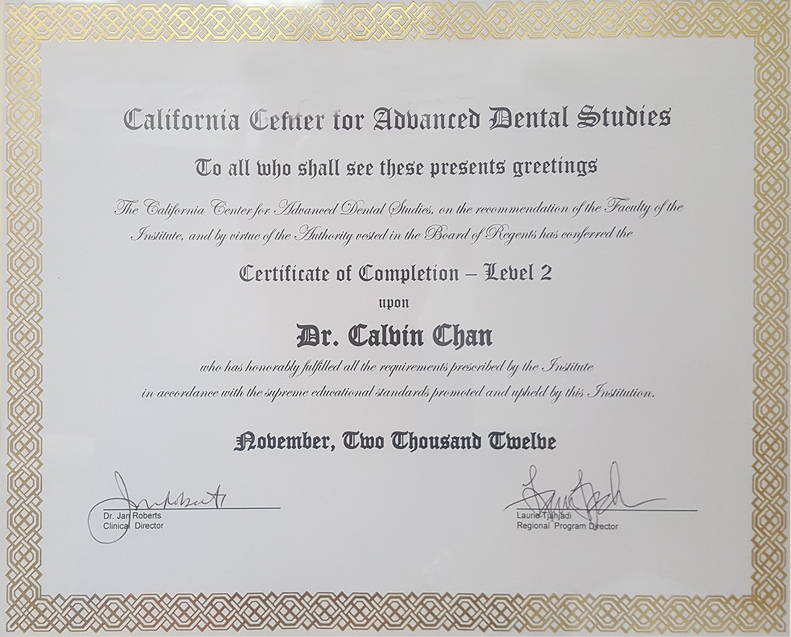 California Center for Advanced Dental Studies
To all who shall see these presents greetings
The California Center for Advanced Dental Studies, on the recommendation of the Faculty of the
Institute, and by virtue of the Authority vested in the Board of Regents has conferred the
Certificate of Completion – Level 2
upon
Dr. Calvin Chan
who has honorably fulfilled all the requirements prescribed by the Institute
in accordance with the supreme educational standards promoted and upheld by this Institution.
November, Two Thousand Twelve
Dr. Jan Roberts
Clinical Director
Laurie Tjahjadi
Regional Program Director